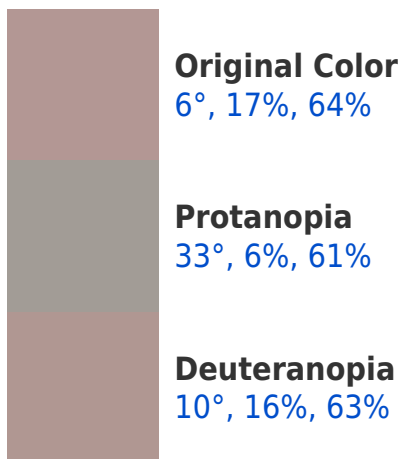 Original Color
6°, 17%, 64%
Protanopia
33°, 6%, 61%
Deuteranopia
10°, 16%, 63%